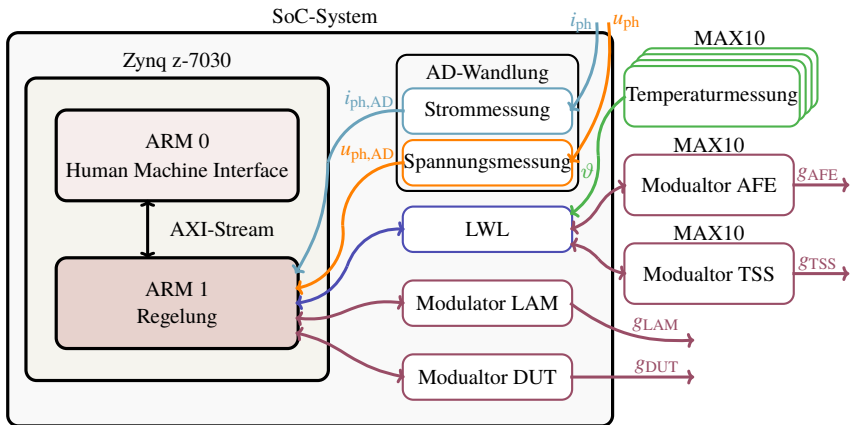 SoC-System
i_ph
u_ph
Zynq z-7030
AD-Wandlung
MAX10
i_ph,AD
Strommessung
Temperaturmessung
ARM 0
Human Machine Interface
u_ph,AD
Spannungsmessung
ϑ
MAX10
Modualtor AFE
g_AFE
AXI-Stream
LWL
MAX10
Modualtor TSS
g_TSS
ARM 1
Regelung
Modulator LAM
g_LAM
Modualtor DUT
g_DUT